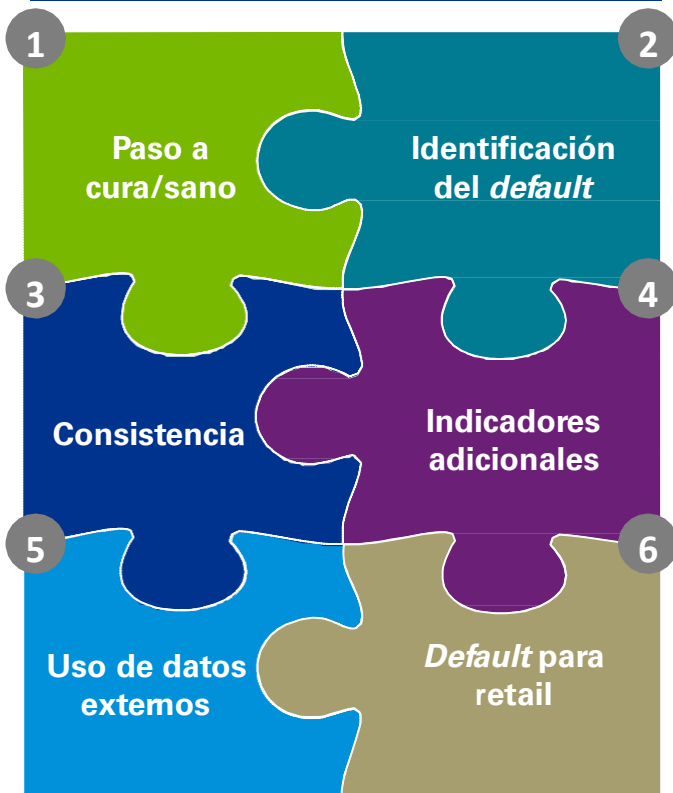 1
2
Paso a
cura/sano
Identificación
del default
3
4
Consistencia
Indicadores
adicionales
5
6
Uso de datos
externos
Default para
retail